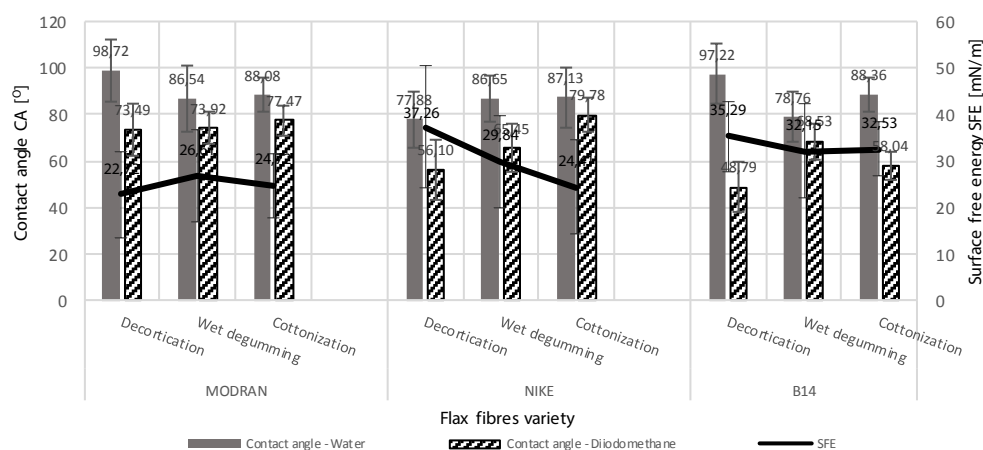 Contact angle CA [⁰]
120
100
80
60
40
20
0
98,72
73,49
86,54
73,92
88,08
77,47
77,88
37,26
56,10
86,65
29,84
87,13
79,78
97,22
35,29
48,79
78,76
32,15
68,53
88,36
32,53
58,04
60
50
40
30
20
10
0
Surface free energy SFE [mN/m]
Decortication
Wet degumming
Cottonization
Decortication
Wet degumming
Cottonization
Decortication
Wet degumming
Cottonization
MODRAN
NIKE
B14
Flax fibres variety
Contact angle - Water
Contact angle - Diiodomethane
SFE